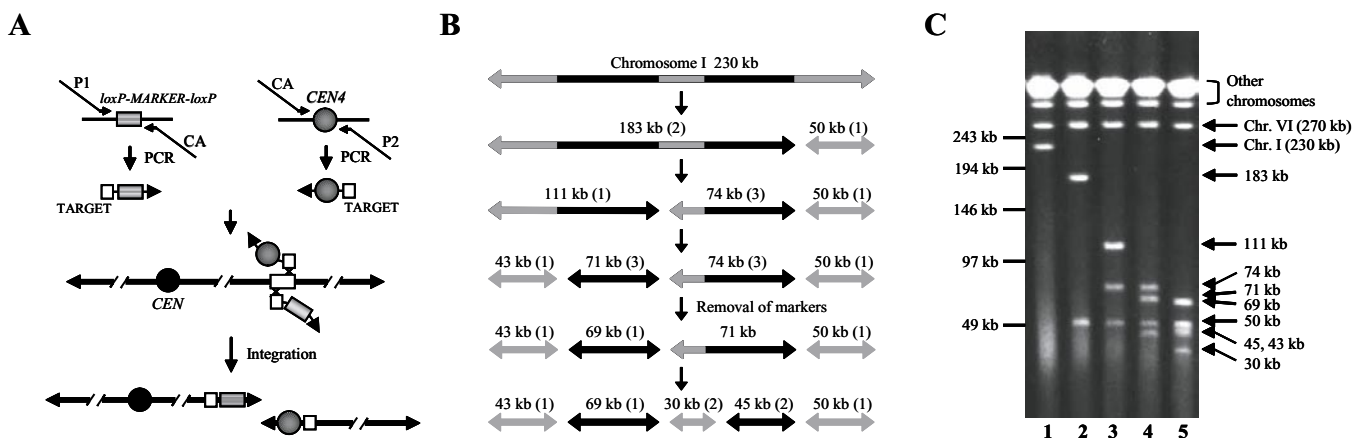 A
P1
loxP-MARKER-loxP
CA
PCR
TARGET
CA
CEN4
P2
PCR
TARGET
CEN
Integration
B
Chromosome I 230 kb
183 kb (2) 50 kb (1)
111 kb (1) 74 kb (3) 50 kb (1)
43 kb (1) 71 kb (3) 74 kb (3) 50 kb (1)
Removal of markers
43 kb (1) 69 kb (1) 71 kb 50 kb (1)
43 kb (1) 69 kb (1) 30 kb (2) 45 kb (2) 50 kb (1)
C
243 kb
194 kb
146 kb
97 kb
49 kb
Other
chromosomes
Chr. VI (270 kb)
Chr. I (230 kb)
183 kb
111 kb
74 kb
71 kb
69 kb
50 kb
45, 43 kb
30 kb
1 2 3 4 5